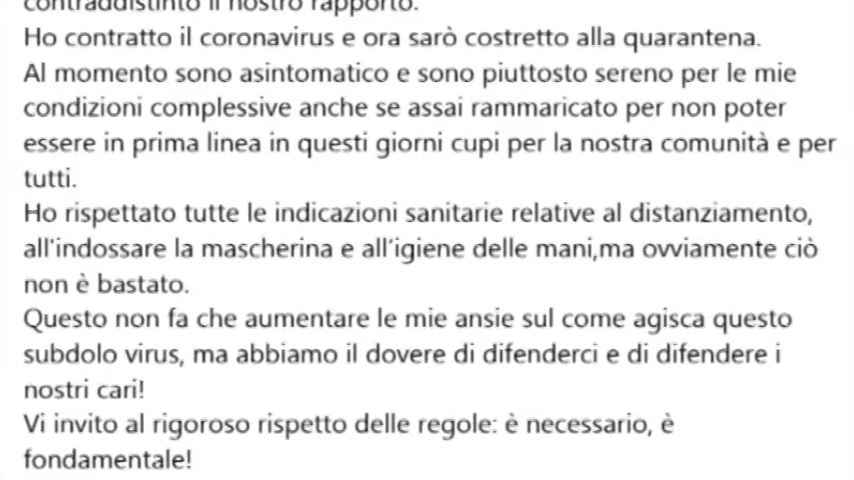 contraddistinto il nostro rapporto.
Ho contratto il coronavirus e ora sarò costretto alla quarantena.
Al momento sono asintomatico e sono piuttosto sereno per le mie
condizioni complessive anche se assai rammaricato per non poter
essere in prima linea in questi giorni cupi per la nostra comunità e per
tutti.
Ho rispettato tutte le indicazioni sanitarie relative al distanziamento,
all'indossare la mascherina e all'igiene delle mani,ma ovviamente ciò
non è bastato.
Questo non fa che aumentare le mie ansie sul come agisca questo
subdolo virus, ma abbiamo il dovere di difenderci e di difendere i
nostri cari!
Vi invito al rigoroso rispetto delle regole: è necessario, è
fondamentale!